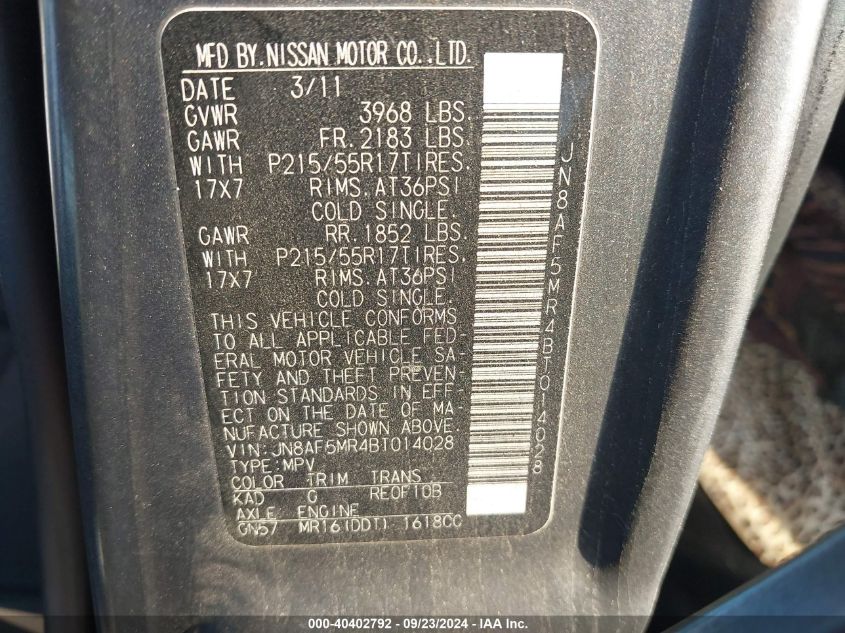 MFD BY.NISSAN MOTOR CO.,LTD.
DATE 3/11
GVWR 3968 LBS.
GAWR FR. 2183 LBS.
WITH P215/55R17TIRES.
17X7 RIMS.AT36PSI
COLD SINGLE.
GAWR RR. 1852 LBS.
WITH P215/55R17TIRES.
17X7 RIMS.AT36PSI
COLD SINGLE.
THIS VEHICLE CONFORMS
TO ALL APPLICABLE FED-
ERAL MOTOR VEHICLE SA-
FETY AND THEFT PREVEN-
TION STANDARDS IN EFF-
ECT ON THE DATE OF MA-
NUFACTURE SHOWN ABOVE.
VIN: JN8AF5MR4BT014028
TYPE: MPV
COLOR TRIM TRANS
KAD G RE0F10B
AXLE ENGINE
GN57 MR16(DDT) 1618CC
JN8AF5MR4BT014028
000-40402792 - 09/23/2024 - IAA Inc.